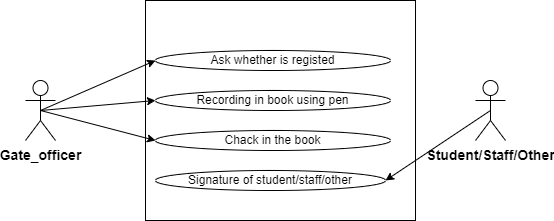 Ask whether is registed
Recording in book using pen
Chack in the book
Gate_officer
Student/Staff/Other
Signature of student/staff/other